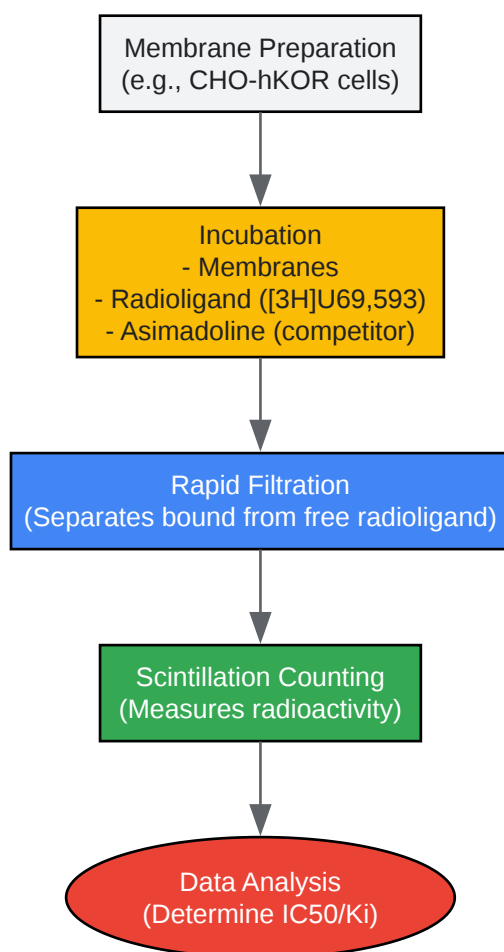 Membrane Preparation
(e.g., CHO-hKOR cells)
Incubation
- Membranes
- Radioligand ([3H]U69,593)
- Asimadoline (competitor)
Rapid Filtration
(Separates bound from free radioligand)
Scintillation Counting
(Measures radioactivity)
Data Analysis
(Determine IC50/Ki)